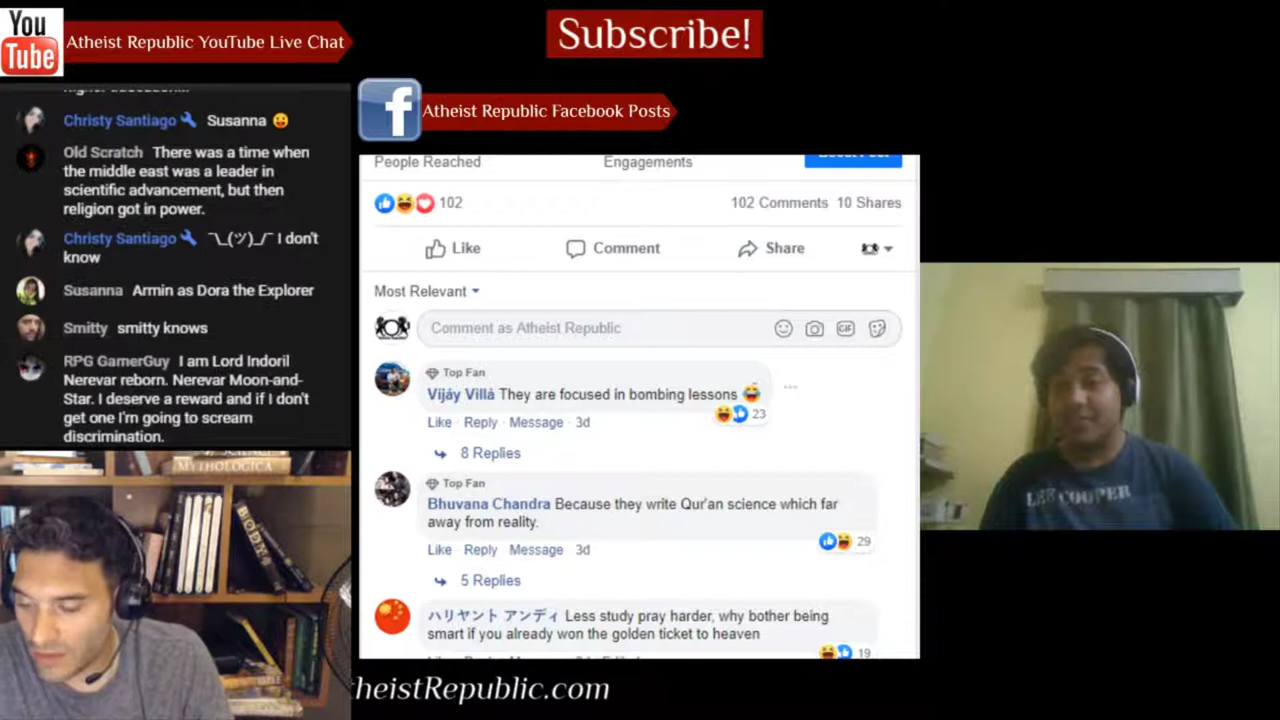 You
Tube
Atheist Republic YouTube Live Chat
Subscribe!
Atheist Republic Facebook Posts
Christy Santiago Susanna 😛
Old Scratch There was a time when
the middle east was a leader in
scientific advancement, but then
religion got in power.
Christy Santiago ¯\_(ツ)_/¯ I don't
know
Susanna Armin as Dora the Explorer
Smitty smitty knows
RPG GamerGuy I am Lord Indoril
Nerevar reborn. Nerevar Moon-and-
Star. I deserve a reward and if I don't
get one I'm going to scream
discrimination.
People Reached
Engagements
102
102 Comments 10 Shares
Like
Comment
Share
Most Relevant
Comment as Atheist Republic
GIF
Top Fan
Vijáy Villà They are focused in bombing lessons 🤣
23
Like · Reply · Message · 3d
8 Replies
Top Fan
Bhuvana Chandra Because they write Qur'an science which far
away from reality.
29
Like · Reply · Message · 3d
5 Replies
ハリヤント アンディ Less study pray harder, why bother being
smart if you already won the golden ticket to heaven
19
MYTHOLOGICA
BODY
LEE COOPER
theistRepublic.com